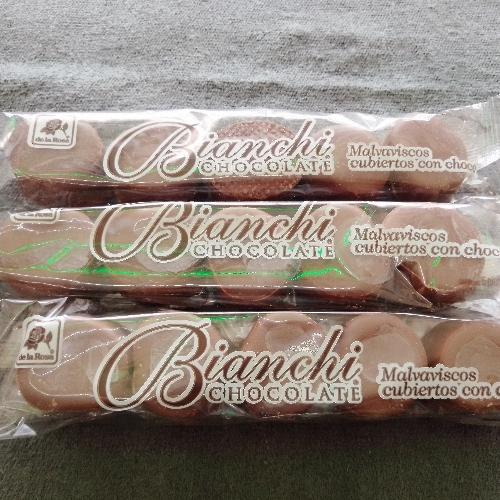 de la Rosa
Bianchi
CHOCOLATE
Malvaviscos
cubiertos con choco
Bianchi
CHOCOLATE
Malvaviscos
cubiertos con choc
de la Rosa
Bianchi
CHOCOLATE
Malvaviscos
cubiertos con c